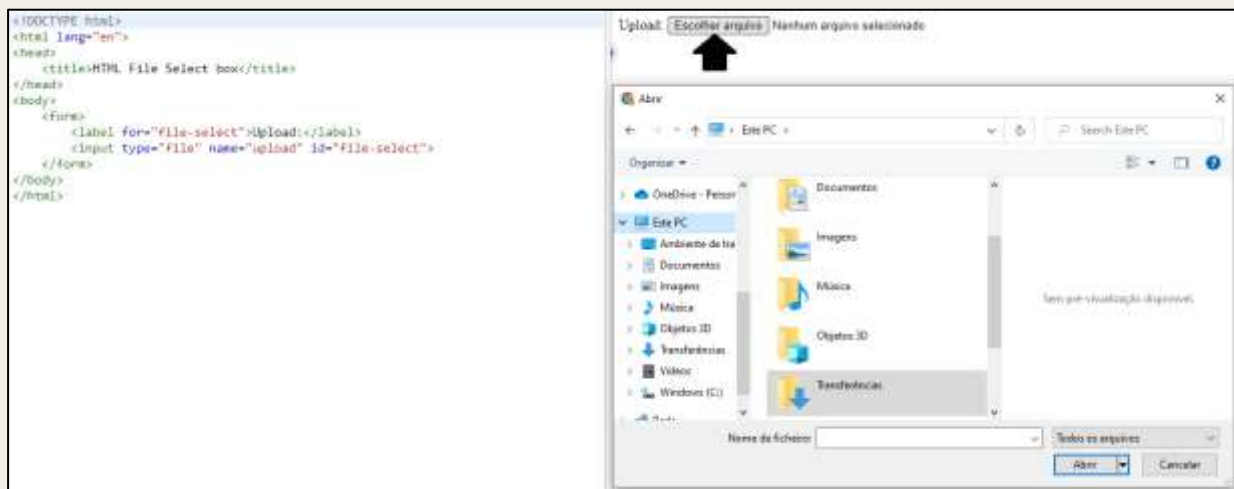 <!DOCTYPE html>
<html lang="en">
<head>
<title>HTML File Select box</title>
</head>
<body>
<form>
<label for="file-select">Upload:</label>
<input type="file" name="upload" id="file-select">
</form>
</body>
</html>
Upload: Escolher arquivo Nenhum arquivo selecionado
Abrir
Este PC
Search Este PC
Organizar
OneDrive - Person
Este PC
Ambiente de tra
Documentos
Imagens
Música
Objetos 3D
Transferências
Vídeos
Windows (C:)
Documentos
Imagens
Música
Objetos 3D
Transferências
Sem pré-visualização disponível.
Nome de ficheiro:
Todos os arquivos
Abrir
Cancelar